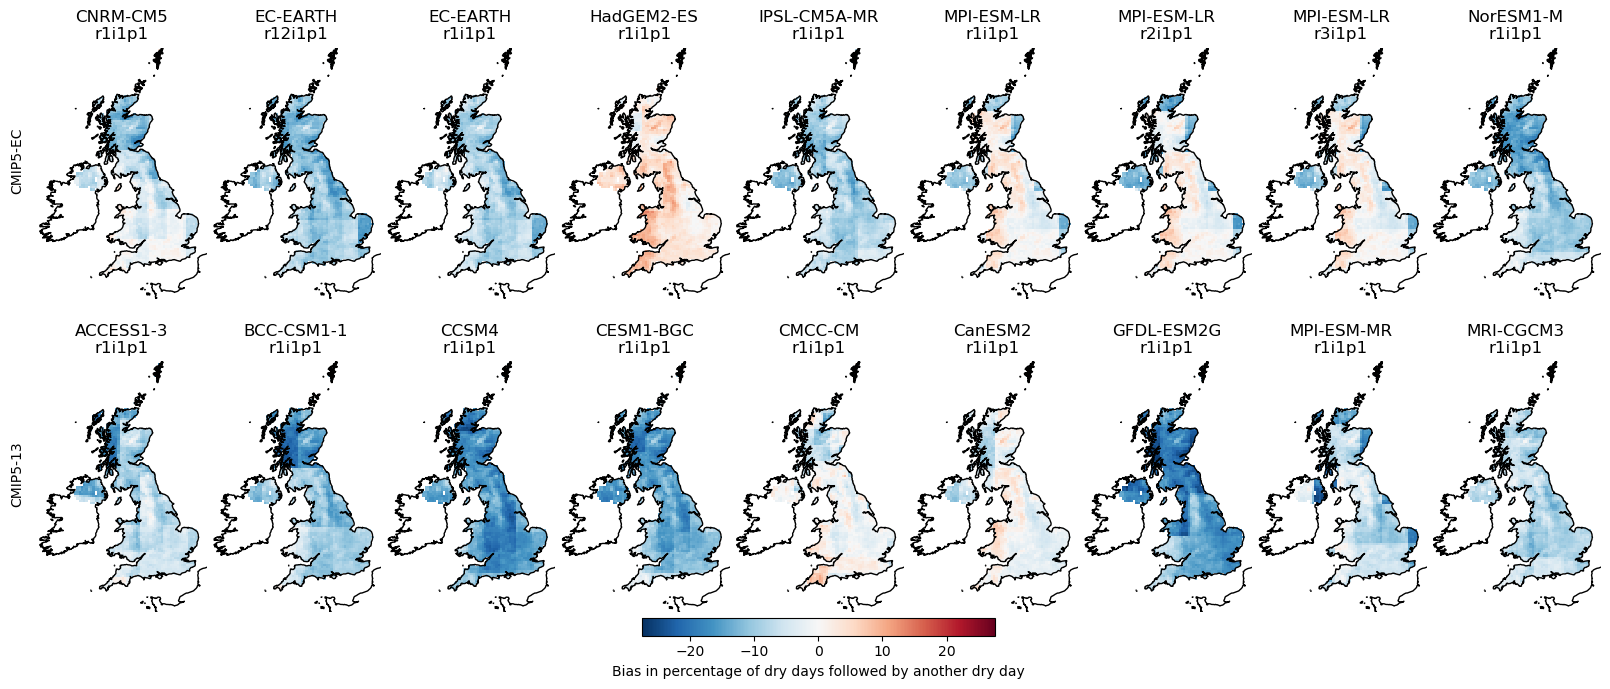 CNRM-CM5
r1i1p1
EC-EARTH
r12i1p1
EC-EARTH
r1i1p1
HadGEM2-ES
r1i1p1
IPSL-CM5A-MR
r1i1p1
MPI-ESM-LR
r1i1p1
MPI-ESM-LR
r2i1p1
MPI-ESM-LR
r3i1p1
NorESM1-M
r1i1p1
CMIP5-EC
ACCESS1-3
r1i1p1
BCC-CSM1-1
r1i1p1
CCSM4
r1i1p1
CESM1-BGC
r1i1p1
CMCC-CM
r1i1p1
CanESM2
r1i1p1
GFDL-ESM2G
r1i1p1
MPI-ESM-MR
r1i1p1
MRI-CGCM3
r1i1p1
CMIP5-13
−20 −10 0 10 20
Bias in percentage of dry days followed by another dry day